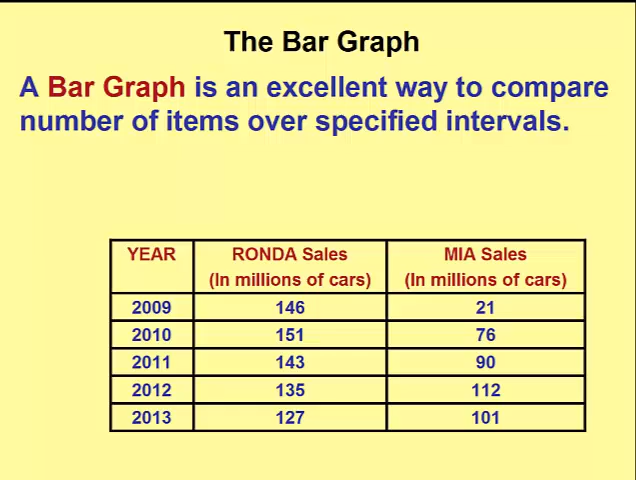 The Bar Graph
A Bar Graph is an excellent way to compare
number of items over specified intervals.
YEAR RONDA Sales MIA Sales
(In millions of cars) (In millions of cars)
2009 146 21
2010 151 76
2011 143 90
2012 135 112
2013 127 101